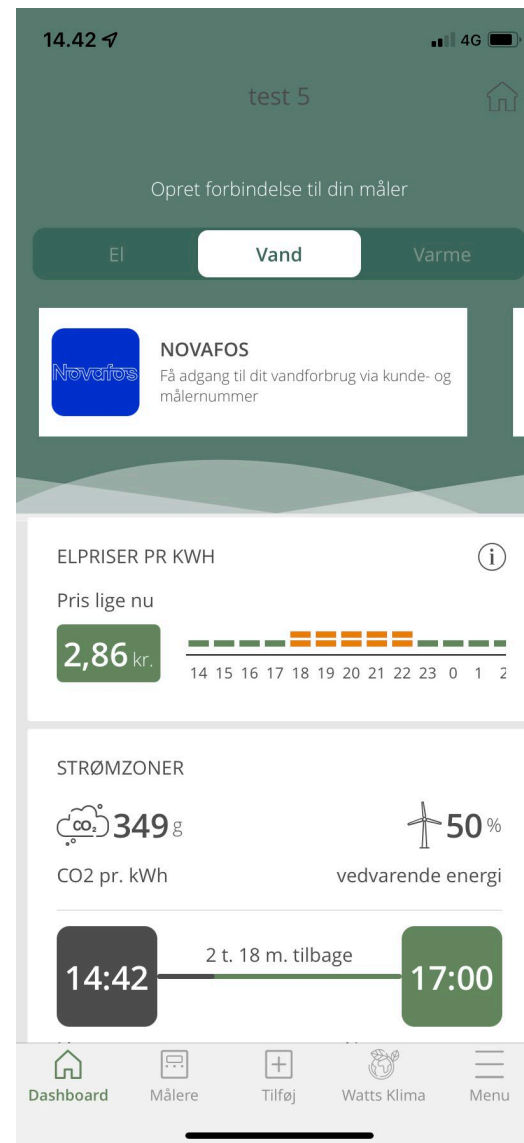 14.42
4G
test 5
Opret forbindelse til din måler
El
Vand
Varme
Novafos
NOVAFOS
Få adgang til dit vandforbrug via kunde- og
målernummer
ELPRISER PR KWH
i
Pris lige nu
2,86 kr.
14 15 16 17 18 19 20 21 22 23 0 1 2
STRØMZONER
CO₂ 349 g
50 %
CO2 pr. kWh
vedvarende energi
2 t. 18 m. tilbage
14:42
17:00
Dashboard
Målere
Tilføj
Watts Klima
Menu